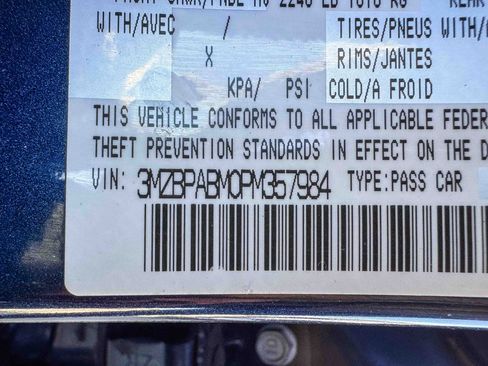 WITH/AVEC /
TIRES/PNEUS WITH/A
X RIMS/JANTES
KPA/ PSI COLD/A FROID
THIS VEHICLE CONFORMS TO ALL APPLICABLE FEDER
THEFT PREVENTION STANDARDS IN EFFECT ON THE D
VIN: 3MZBPABM0PM357984 TYPE:PASS CAR